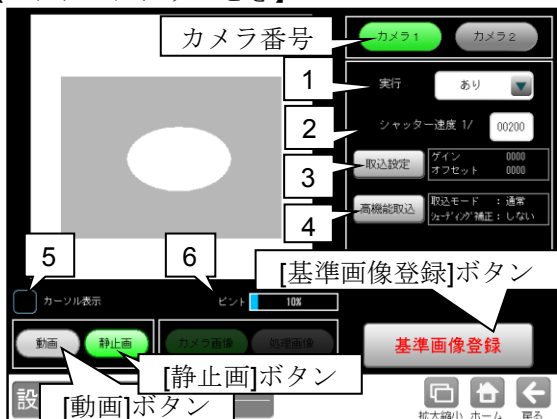 カメラ番号
カメラ1
カメラ2
1
実行
あり
2
シャッター速度 1/
00200
3
取込設定
ゲイン 0000
オフセット 0000
4
高機能取込
取込モード : 通常
シェーディング補正 : しない
5
6
[基準画像登録]ボタン
カーソル表示
ピント
10%
動画
静止画
カメラ画像
処理画像
基準画像登録
[静止画]ボタン
設
[動画]ボタン
拡大縮小
ホーム
戻る